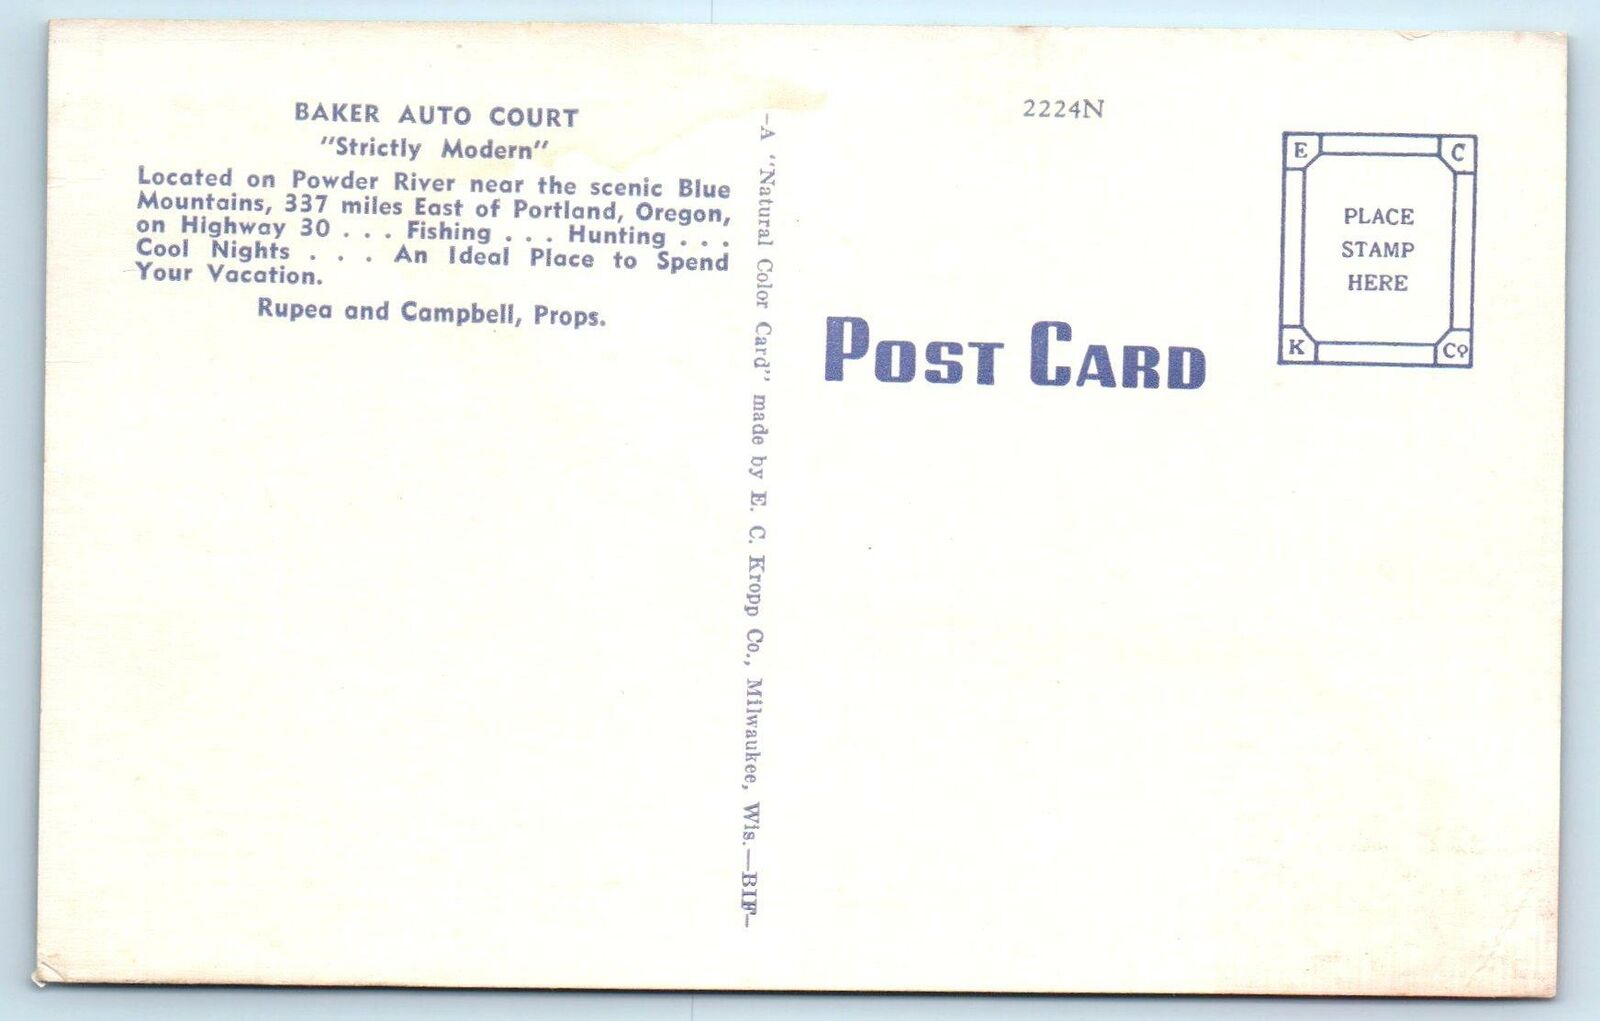 BAKER AUTO COURT
"Strictly Modern"
Located on Powder River near the scenic Blue
Mountains, 337 miles East of Portland, Oregon,
on Highway 30 . . . Fishing . . . Hunting . . .
Cool Nights . . . An Ideal Place to Spend
Your Vacation.
Rupea and Campbell, Props.
—A "Natural Color Card" made by E. C. Kropp Co., Milwaukee, Wis.—BIF—
2224N
POST CARD
E C
PLACE
STAMP
HERE
K Co